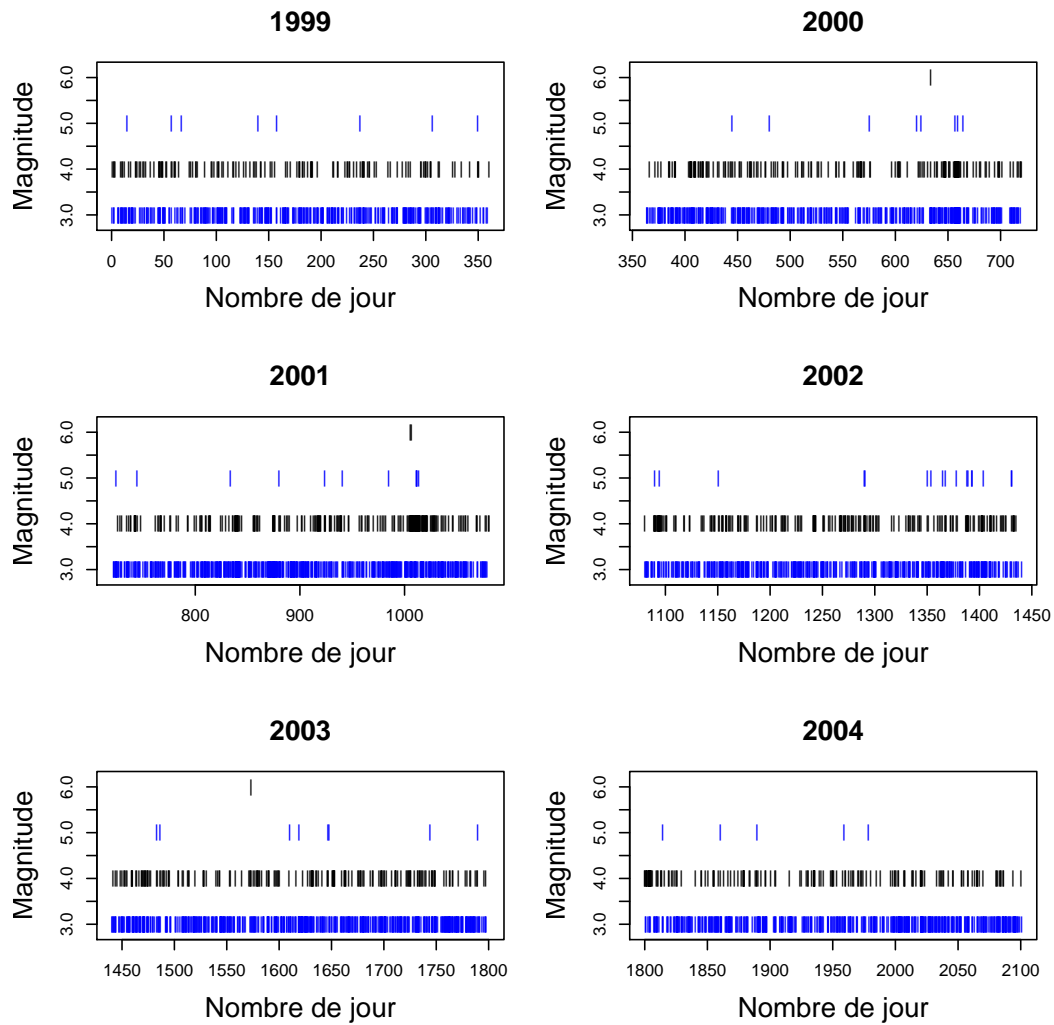 1999
Magnitude
3.0 4.0 5.0 6.0
0 50 100 150 200 250 300 350
Nombre de jour
2000
Magnitude
3.0 4.0 5.0 6.0
350 400 450 500 550 600 650 700
Nombre de jour
2001
Magnitude
3.0 4.0 5.0 6.0
800 900 1000
Nombre de jour
2002
Magnitude
3.0 4.0 5.0 6.0
1100 1150 1200 1250 1300 1350 1400 1450
Nombre de jour
2003
Magnitude
3.0 4.0 5.0 6.0
1450 1500 1550 1600 1650 1700 1750 1800
Nombre de jour
2004
Magnitude
3.0 4.0 5.0 6.0
1800 1850 1900 1950 2000 2050 2100
Nombre de jour